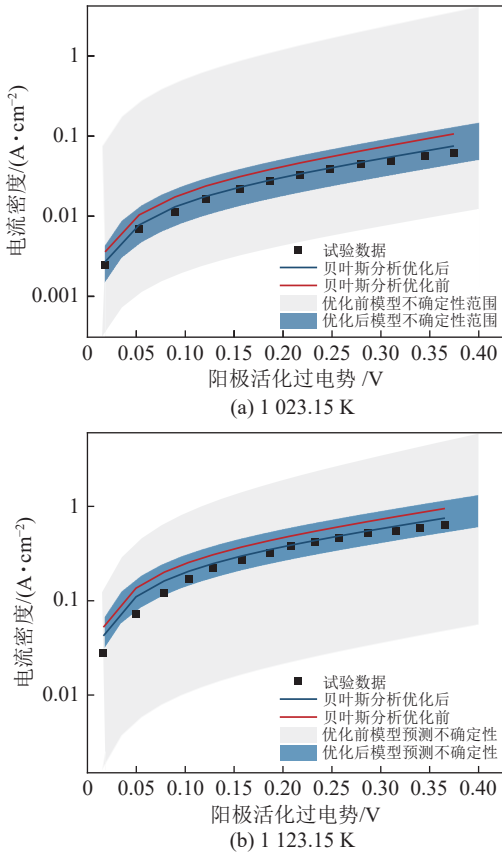 电流密度/(A·cm⁻²)
1
0.1
0.01
0.001
试验数据
贝叶斯分析优化后
贝叶斯分析优化前
优化前模型不确定性范围
优化后模型不确定性范围
0 0.05 0.10 0.15 0.20 0.25 0.30 0.35 0.40
阳极活化过电势 /V
(a) 1 023.15 K
电流密度/(A·cm⁻²)
1
0.1
0.01
试验数据
贝叶斯分析优化后
贝叶斯分析优化前
优化前模型预测不确定性
优化后模型预测不确定性
0 0.05 0.10 0.15 0.20 0.25 0.30 0.35 0.40
阳极活化过电势/V
(b) 1 123.15 K